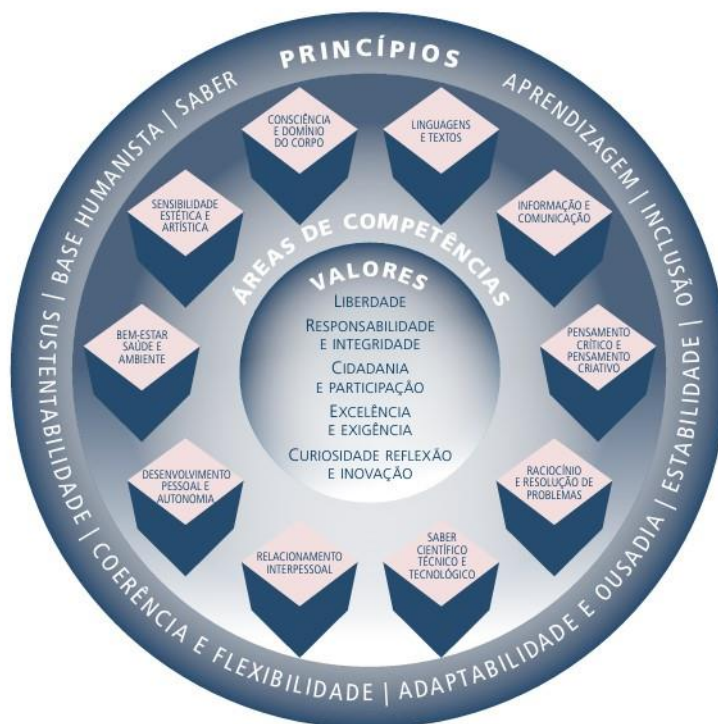 PRINCÍPIOS
APRENDIZAGEM | INCLUSÃO | ESTABILIDADE | ADAPTABILIDADE E OUSADIA | COERÊNCIA E FLEXIBILIDADE | SUSTENTABILIDADE | BASE HUMANISTA | SABER
ÁREAS DE COMPETÊNCIAS
LINGUAGENS
E TEXTOS
INFORMAÇÃO E
COMUNICAÇÃO
PENSAMENTO
CRÍTICO E
PENSAMENTO
CRIATIVO
RACIOCÍNIO
E RESOLUÇÃO DE
PROBLEMAS
SABER
CIENTÍFICO
TÉCNICO E
TECNOLÓGICO
RELACIONAMENTO
INTERPESSOAL
DESENVOLVIMENTO
PESSOAL E
AUTONOMIA
BEM-ESTAR
SAÚDE E
AMBIENTE
SENSIBILIDADE
ESTÉTICA E
ARTÍSTICA
CONSCIÊNCIA
E DOMÍNIO
DO CORPO
VALORES
LIBERDADE
RESPONSABILIDADE
E INTEGRIDADE
CIDADANIA
E PARTICIPAÇÃO
EXCELÊNCIA
E EXIGÊNCIA
CURIOSIDADE REFLEXÃO
E INOVAÇÃO